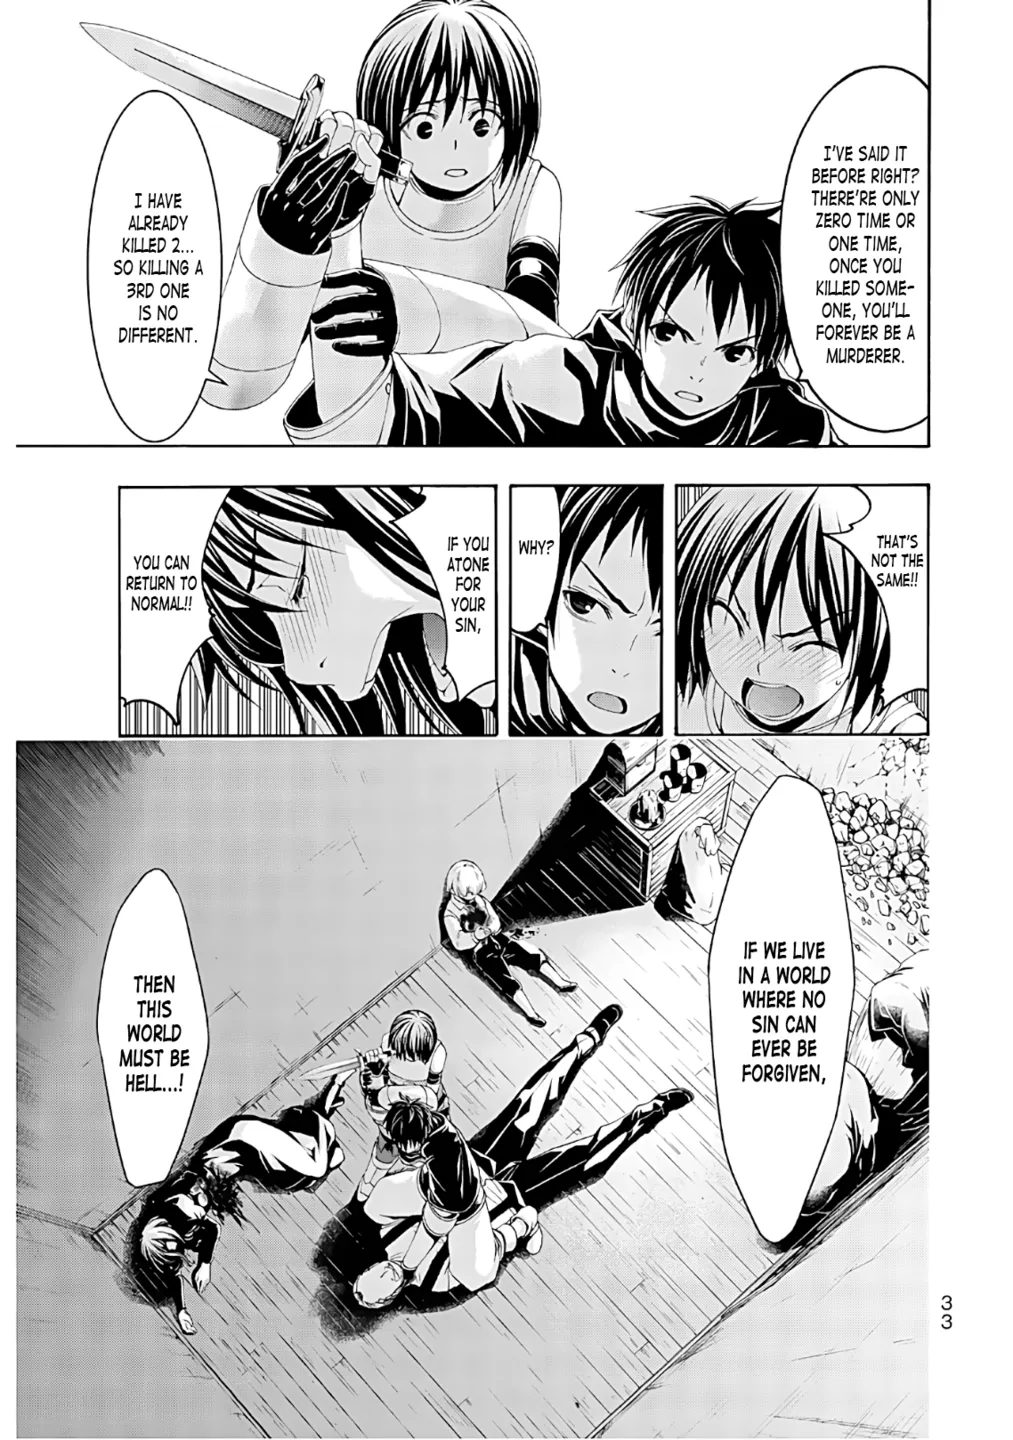 I'VE SAID IT
BEFORE RIGHT?
THERE'RE ONLY
ZERO TIME OR
ONE TIME,
ONCE YOU
KILLED SOME-
ONE, YOU'LL
FOREVER BE A
MURDERER.
I HAVE
ALREADY
KILLED 2...
SO KILLING A
3RD ONE
IS NO
DIFFERENT.
THAT'S
NOT THE
SAME!!
WHY?
IF YOU
ATONE
FOR
YOUR
SIN,
YOU CAN
RETURN TO
NORMAL!!
IF WE LIVE
IN A WORLD
WHERE NO
SIN CAN
EVER BE
FORGIVEN,
THEN
THIS
WORLD
MUST BE
HELL...!
33